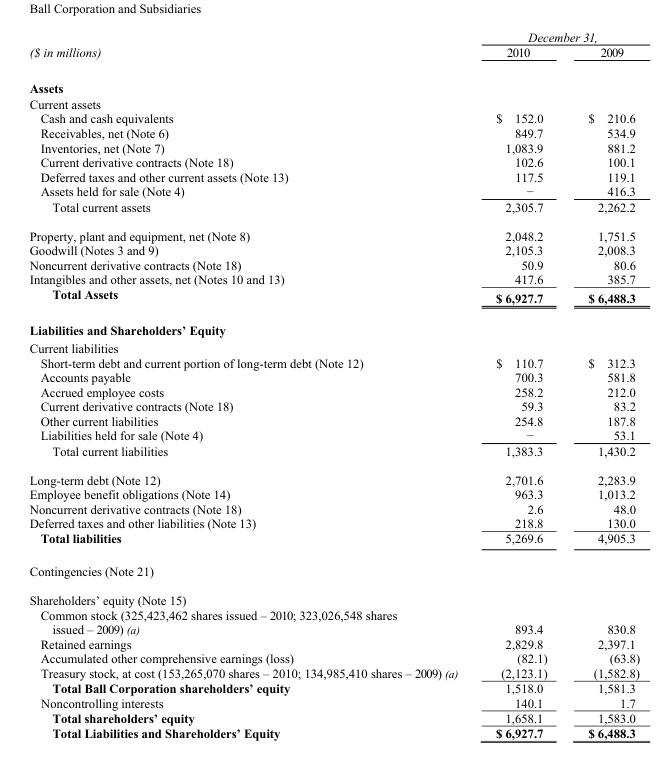 Ball Corporation and Subsidiaries
December 31,
($ in millions) 2010 2009
Assets
Current assets
Cash and cash equivalents $ 152.0 $ 210.6
Receivables, net (Note 6) 849.7 534.9
Inventories, net (Note 7) 1,083.9 881.2
Current derivative contracts (Note 18) 102.6 100.1
Deferred taxes and other current assets (Note 13) 117.5 119.1
Assets held for sale (Note 4) – 416.3
Total current assets 2,305.7 2,262.2
Property, plant and equipment, net (Note 8) 2,048.2 1,751.5
Goodwill (Notes 3 and 9) 2,105.3 2,008.3
Noncurrent derivative contracts (Note 18) 50.9 80.6
Intangibles and other assets, net (Notes 10 and 13) 417.6 385.7
Total Assets $ 6,927.7 $ 6,488.3
Liabilities and Shareholders' Equity
Current liabilities
Short-term debt and current portion of long-term debt (Note 12) $ 110.7 $ 312.3
Accounts payable 700.3 581.8
Accrued employee costs 258.2 212.0
Current derivative contracts (Note 18) 59.3 83.2
Other current liabilities 254.8 187.8
Liabilities held for sale (Note 4) – 53.1
Total current liabilities 1,383.3 1,430.2
Long-term debt (Note 12) 2,701.6 2,283.9
Employee benefit obligations (Note 14) 963.3 1,013.2
Noncurrent derivative contracts (Note 18) 2.6 48.0
Deferred taxes and other liabilities (Note 13) 218.8 130.0
Total liabilities 5,269.6 4,905.3
Contingencies (Note 21)
Shareholders' equity (Note 15)
Common stock (325,423,462 shares issued – 2010; 323,026,548 shares
issued – 2009) (a) 893.4 830.8
Retained earnings 2,829.8 2,397.1
Accumulated other comprehensive earnings (loss) (82.1) (63.8)
Treasury stock, at cost (153,265,070 shares – 2010; 134,985,410 shares – 2009) (a) (2,123.1) (1,582.8)
Total Ball Corporation shareholders' equity 1,518.0 1,581.3
Noncontrolling interests 140.1 1.7
Total shareholders' equity 1,658.1 1,583.0
Total Liabilities and Shareholders' Equity $ 6,927.7 $ 6,488.3